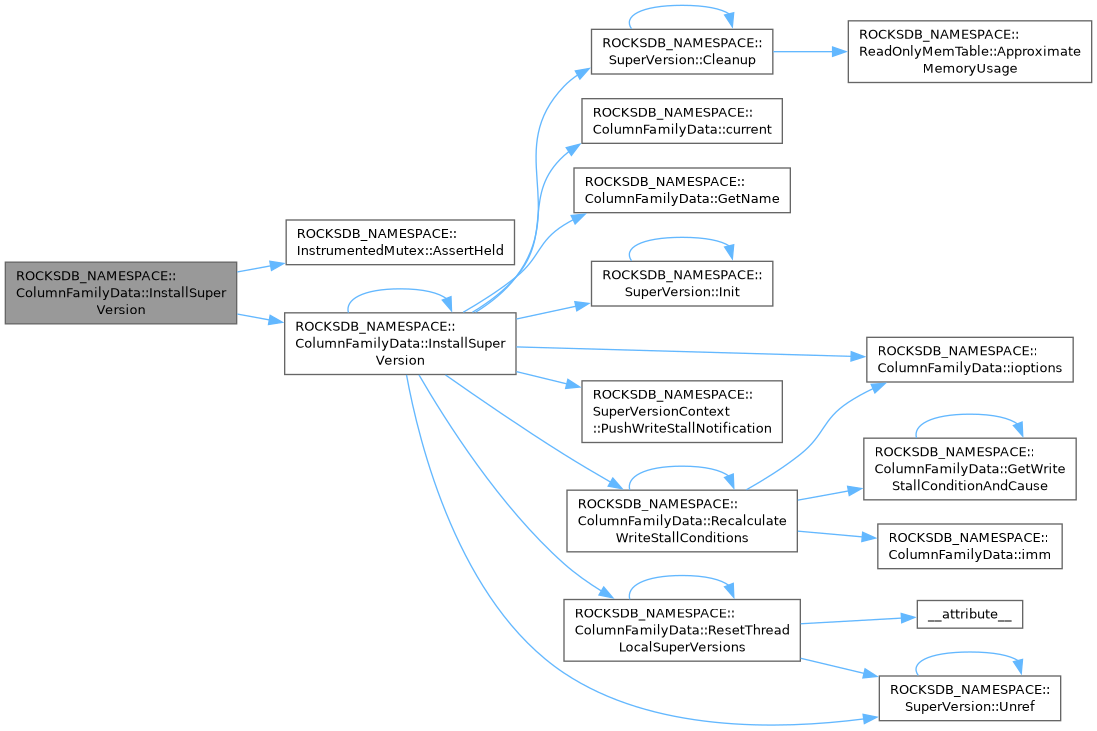 ROCKSDB_NAMESPACE::
ColumnFamilyData::InstallSuper
Version
ROCKSDB_NAMESPACE::
InstrumentedMutex::AssertHeld
ROCKSDB_NAMESPACE::
ColumnFamilyData::InstallSuper
Version
ROCKSDB_NAMESPACE::
SuperVersion::Cleanup
ROCKSDB_NAMESPACE::
ReadOnlyMemTable::Approximate
MemoryUsage
ROCKSDB_NAMESPACE::
ColumnFamilyData::current
ROCKSDB_NAMESPACE::
ColumnFamilyData::GetName
ROCKSDB_NAMESPACE::
SuperVersion::Init
ROCKSDB_NAMESPACE::
ColumnFamilyData::ioptions
ROCKSDB_NAMESPACE::
SuperVersionContext
::PushWriteStallNotification
ROCKSDB_NAMESPACE::
ColumnFamilyData::Recalculate
WriteStallConditions
ROCKSDB_NAMESPACE::
ColumnFamilyData::GetWrite
StallConditionAndCause
ROCKSDB_NAMESPACE::
ColumnFamilyData::imm
ROCKSDB_NAMESPACE::
ColumnFamilyData::ResetThread
LocalSuperVersions
__attribute__
ROCKSDB_NAMESPACE::
SuperVersion::Unref